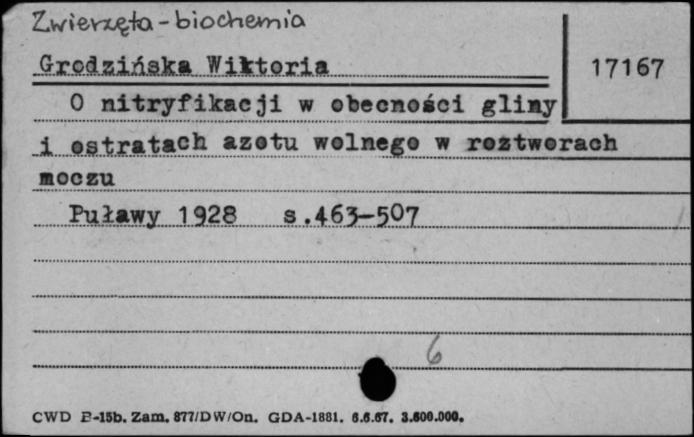 Zwierzęta - biochemia
Grodzińska Wiktoria
17167
O nitryfikacji w obecności gliny
i ostratach azotu wolnego w roztworach
moczu
Puławy 1928 s.463-507
6
CWD B-15b. Zam. 877/DW/On. GDA-1881. 6.6.67. 3.600.000.